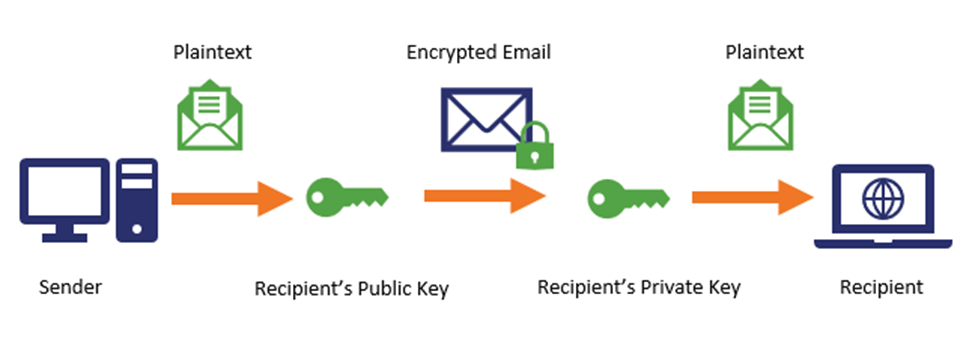 Plaintext
Encrypted Email
Plaintext
Sender
Recipient’s Public Key
Recipient’s Private Key
Recipient